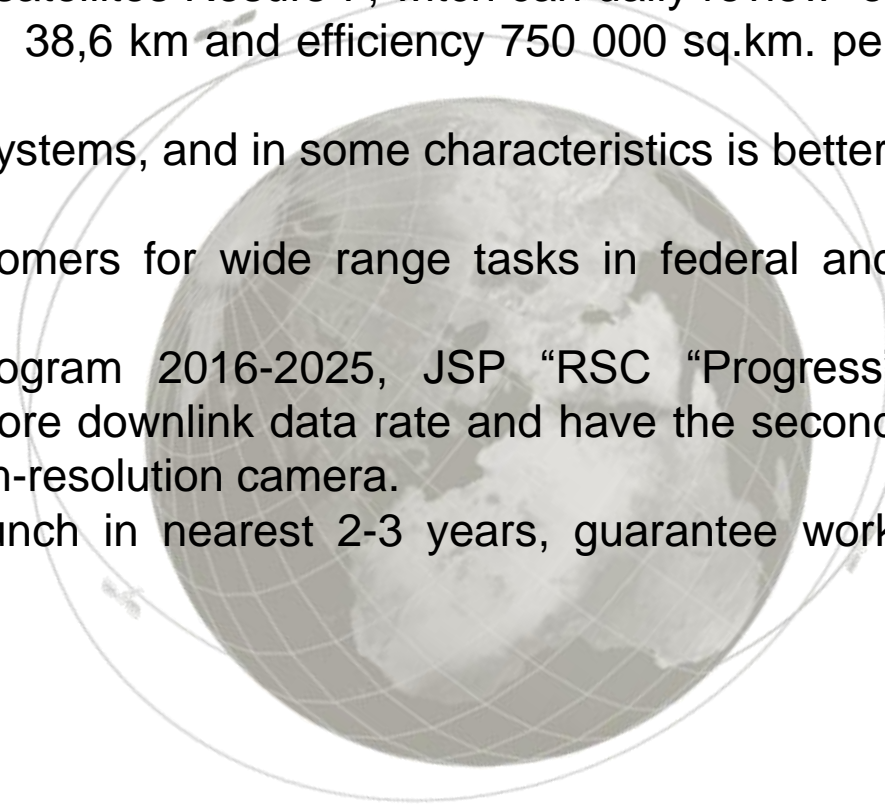 38,6 km and efficiency 750 000 sq.km. pe
ystems, and in some characteristics is better
omers for wide range tasks in federal and
ogram 2016-2025, JSP “RSC “Progress”
ore downlink data rate and have the second
n-resolution camera.
unch in nearest 2-3 years, guarantee work